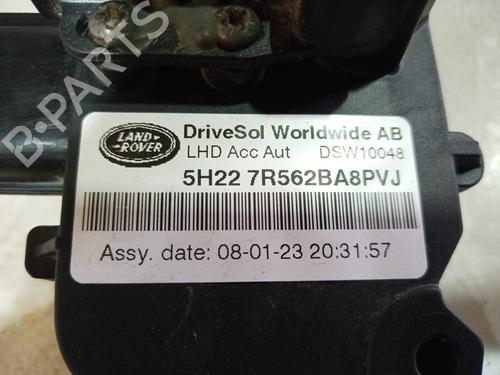 B-PARTS
LAND-
-ROVER
DriveSol Worldwide AB
LHD Acc Aut DSW10048
5H22 7R562BA8PVJ
Assy. date: 08-01-23 20:31:57